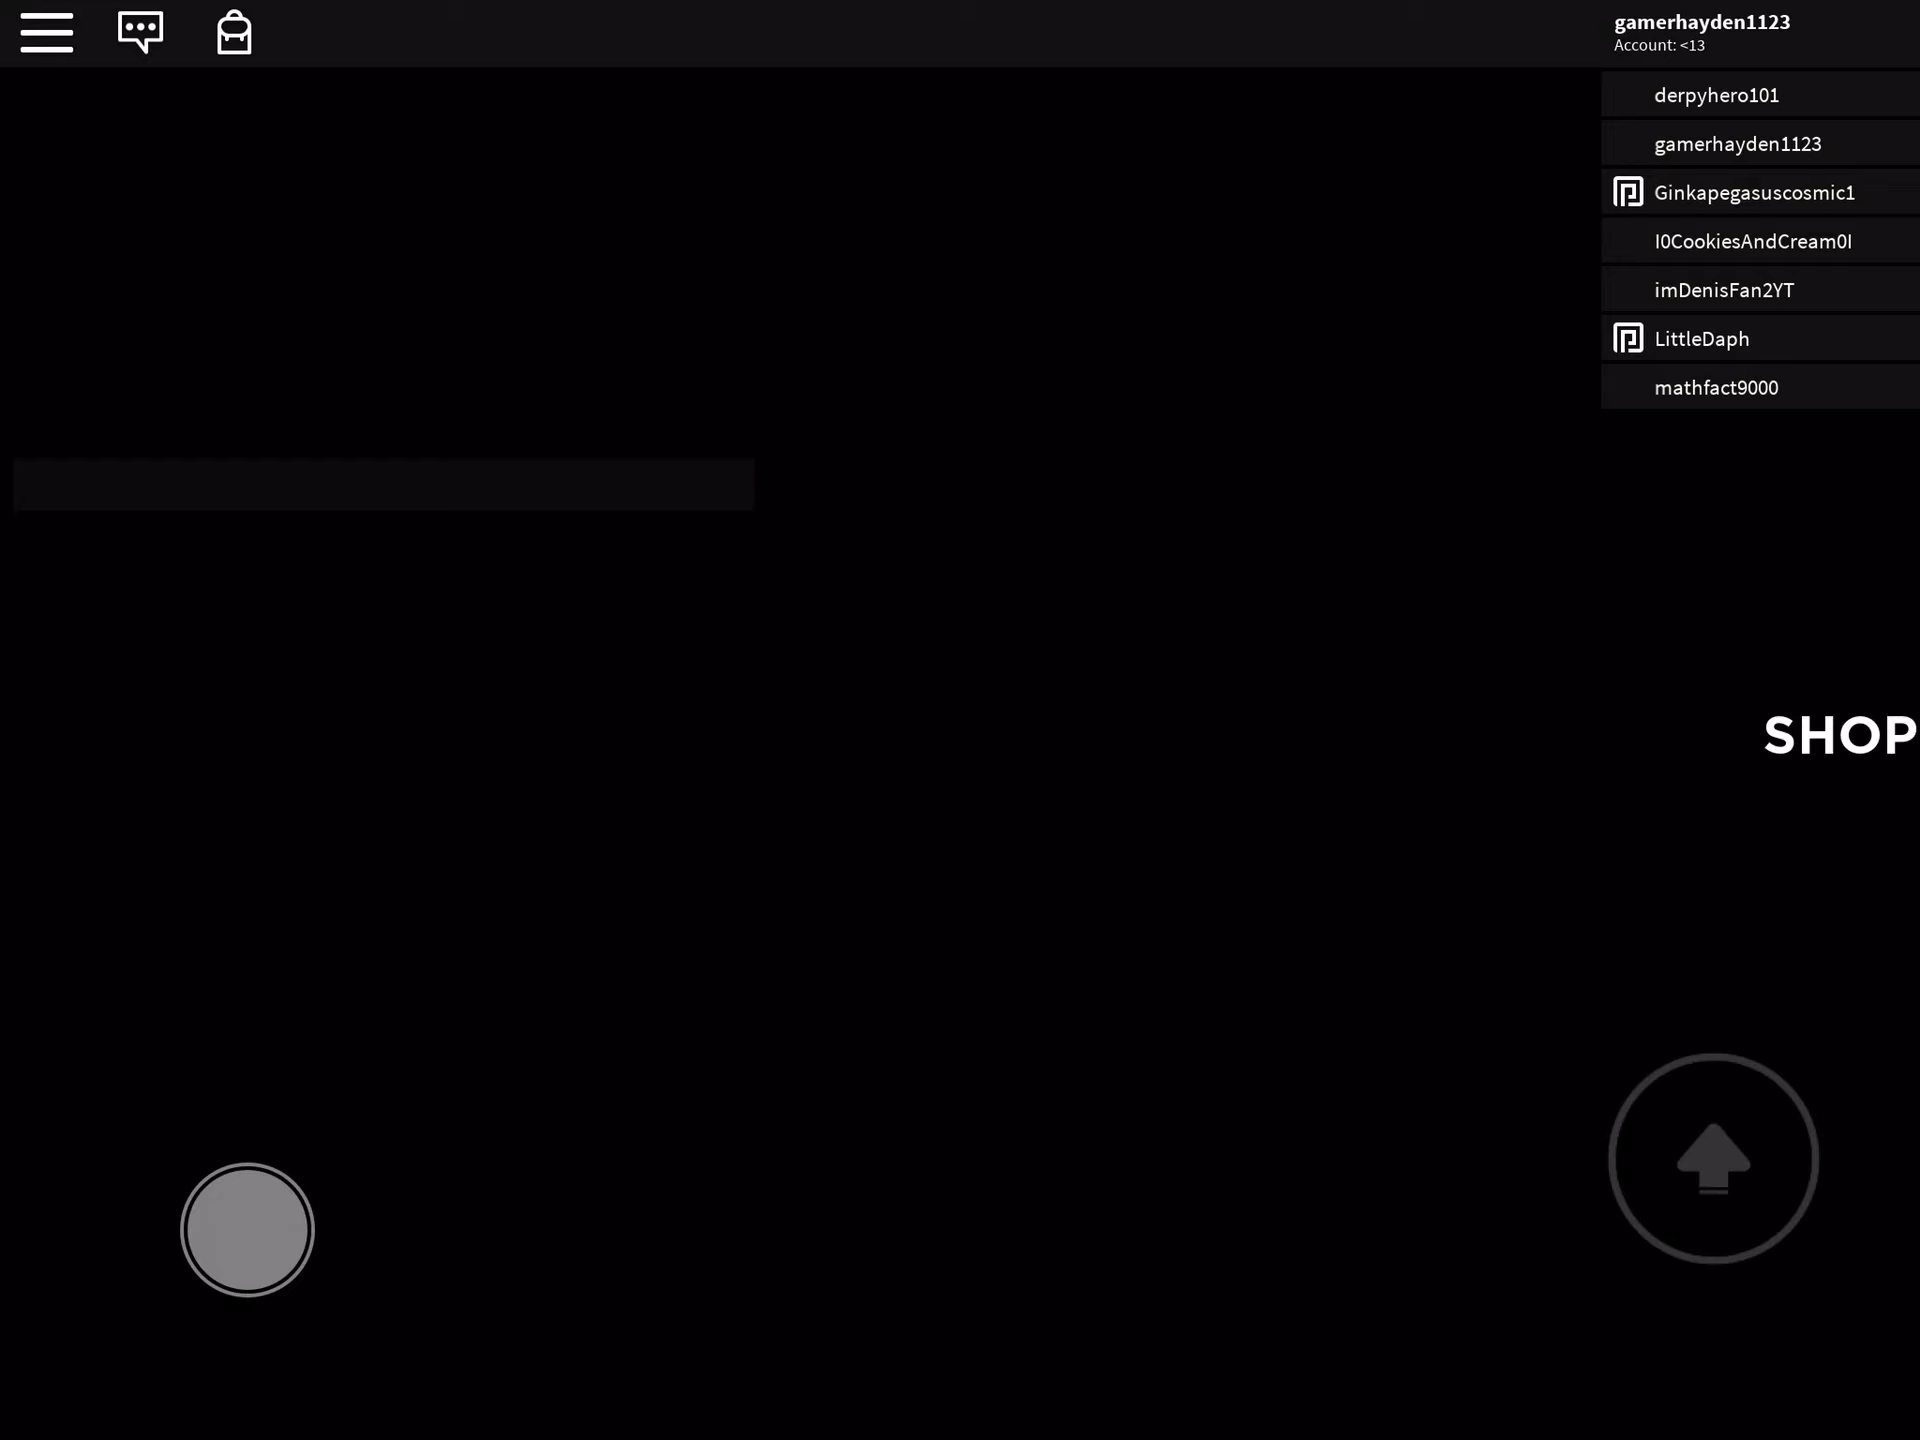 gamerhayden1123
Account: <13
derpyhero101
gamerhayden1123
Ginkapegasuscosmic1
I0CookiesAndCream0I
imDenisFan2YT
LittleDaph
mathfact9000
SHOP